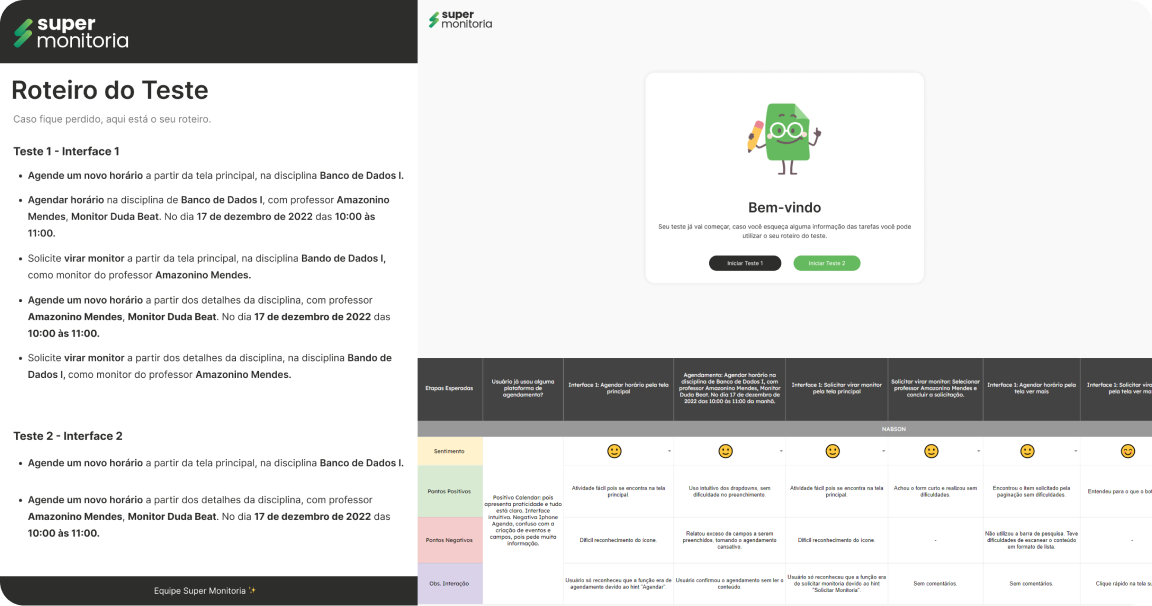 super
monitoria
Roteiro do Teste
Caso fique perdido, aqui está o seu roteiro.
Teste 1 - Interface 1
• Agende um novo horário a partir da tela principal, na disciplina Banco de Dados I.
• Agendar horário na disciplina de Banco de Dados I, com professor Amazonino
Mendes, Monitor Duda Beat. No dia 17 de dezembro de 2022 das 10:00 às
11:00.
• Solicite virar monitor a partir da tela principal, na disciplina Bando de Dados I,
como monitor do professor Amazonino Mendes.
• Agende um novo horário a partir dos detalhes da disciplina, com professor
Amazonino Mendes, Monitor Duda Beat. No dia 17 de dezembro de 2022 das
10:00 às 11:00.
• Solicite virar monitor a partir dos detalhes da disciplina, na disciplina Bando de
Dados I, como monitor do professor Amazonino Mendes.
Teste 2 - Interface 2
• Agende um novo horário a partir da tela principal, na disciplina Banco de Dados I.
• Agende um novo horário a partir dos detalhes da disciplina, com professor
Amazonino Mendes, Monitor Duda Beat. No dia 17 de dezembro de 2022 das
10:00 às 11:00.
Equipe Super Monitoria ✨
super
monitoria
Bem-vindo
Seu teste já vai começar, caso você esqueça alguma informação das tarefas você pode
utilizar o seu roteiro do teste.
Iniciar Teste 1
Iniciar Teste 2
Etapas Esperadas
Usuário já usou alguma
plataforma de
agendamento?
Interface 1: Agendar horário pela tela
principal
Agendamento: Agendar horário na
disciplina de Banco de Dados I, com
professor Amazonino Mendes, Monitor
Duda Beat. No dia 17 de dezembro de
2022 das 10:00 às 11:00 da manhã.
Interface 1: Solicitar virar monitor
pela tela principal
Solicitar virar monitor: Selecionar
professor Amazonino Mendes e
concluir a solicitação.
Interface 1: Agendar horário pela
tela ver mais
Interface 1: Solicitar vira
pela tela ver ma
NABSON
Sentimento
🙂 -
🙂 -
🙂 -
🙂 -
🙂 -
😊
Positivo Calendar: pois
apresenta praticidade e tudo
está claro. Interface
intuitiva. Negativo Iphone
Agenda, confuso com a
criação de eventos e
campos, pois pede muita
informação.
Pontos Positivos
Atividade fácil pois se encontra na tela
principal.
Uso intuitivo dos dropdowns, sem
dificuldade no preenchimento.
Atividade fácil pois se encontra na tela
principal.
Achou o form curto e realizou sem
dificuldades.
Encontrou o item solicitado pela
paginação sem dificuldades.
Entendeu para o que o bot
Pontos Negativos
Difícil reconhecimento do ícone.
Relatou excesso de campos a serem
preenchidos, tornando o agendamento
cansativo.
Difícil reconhecimento do ícone.
-
Não utilizou a barra de pesquisa. Teve
dificuldades de escanear o conteúdo
em formato de lista.
-
Obs. Interação
Usuário só reconheceu que a função era de
agendamento devido ao hint "Agendar".
Usuário confirmou o agendamento sem ler o
conteúdo.
Usuário só reconheceu que a função era
de solicitar monitoria devido ao hint
"Solicitar Monitoria"
Sem comentários.
Sem comentários.
Clique rápido na tela su